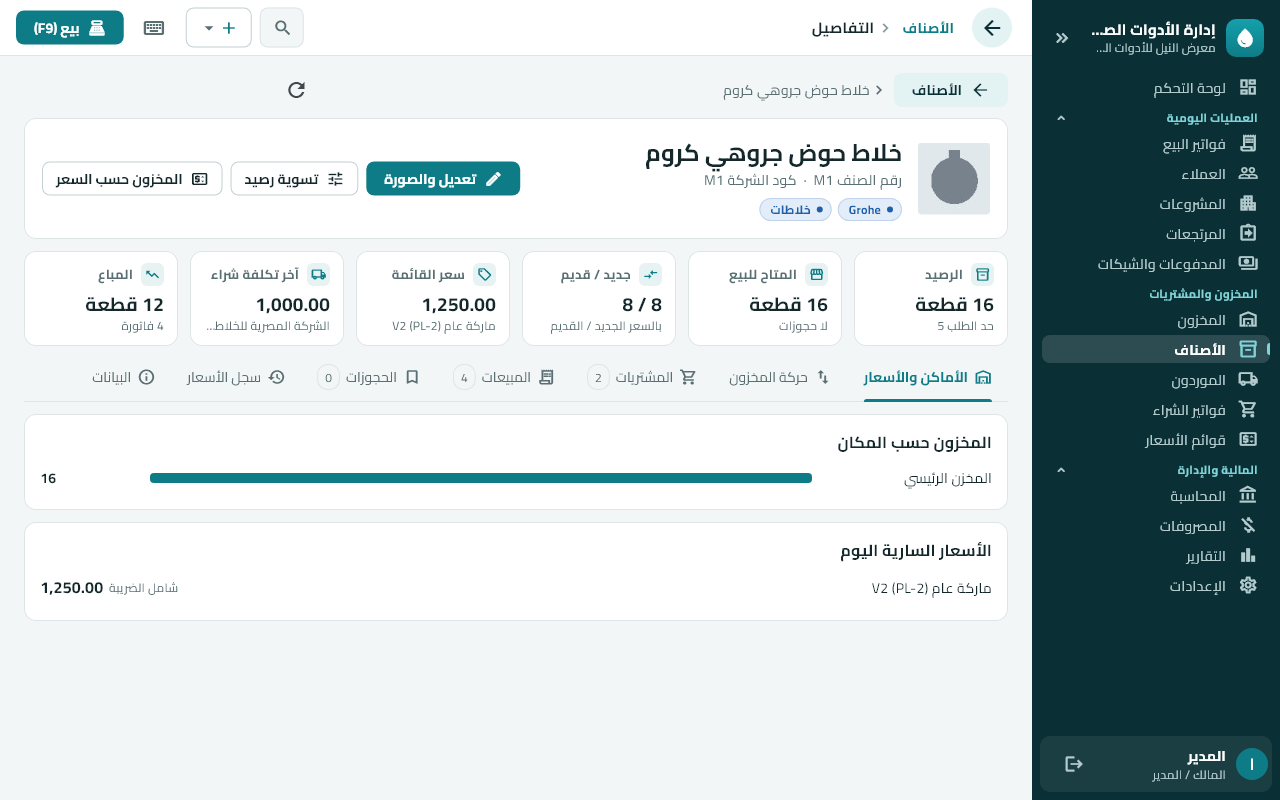 إدارة الأدوات الص...
معرض النيل للأدوات الـ...
لوحة التحكم
العمليات اليومية
فواتير البيع
العملاء
المشروعات
المرتجعات
المدفوعات والشيكات
المخزون والمشتريات
المخزون
الأصناف
الموردون
فواتير الشراء
قوائم الأسعار
المالية والإدارة
المحاسبة
المصروفات
التقارير
الإعدادات
ا
المدير
المالك / المدير
الأصناف
التفاصيل
بيع (F9)
الأصناف
خلاط حوض جروهي كروم
خلاط حوض جروهي كروم
رقم الصنف M1 · كود الشركة M1
Grohe
خلاطات
تعديل والصورة
تسوية رصيد
المخزون حسب السعر
الرصيد
16 قطعة
حد الطلب 5
المتاح للبيع
16 قطعة
لا حجوزات
جديد / قديم
8 / 8
بالسعر الجديد / القديم
سعر القائمة
1,250.00
ماركة عام V2 (PL-2)
آخر تكلفة شراء
1,000.00
الشركة المصرية للخلاط...
المباع
12 قطعة
4 فاتورة
الأماكن والأسعار
حركة المخزون
المشتريات 2
المبيعات 4
الحجوزات 0
سجل الأسعار
البيانات
المخزون حسب المكان
المخزن الرئيسي 16
الأسعار السارية اليوم
ماركة عام V2 (PL-2) شامل الضريبة 1,250.00